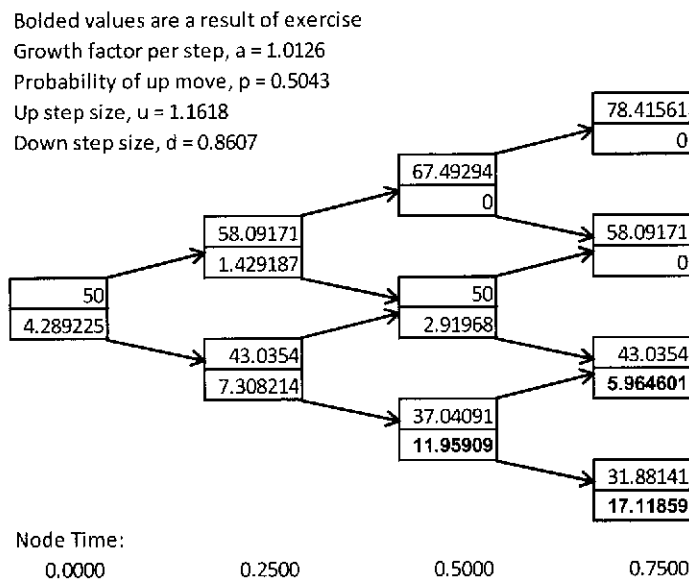 Bolded values are a result of exercise
Growth factor per step, a = 1.0126
Probability of up move, p = 0.5043
Up step size, u = 1.1618
Down step size, d = 0.8607
78.41561
0
67.49294
0
58.09171
1.429187
58.09171
0
50
4.289225
50
2.91968
43.0354
7.308214
43.0354
5.964601
37.04091
11.95909
31.88141
17.11859
Node Time:
0.0000 0.2500 0.5000 0.7500